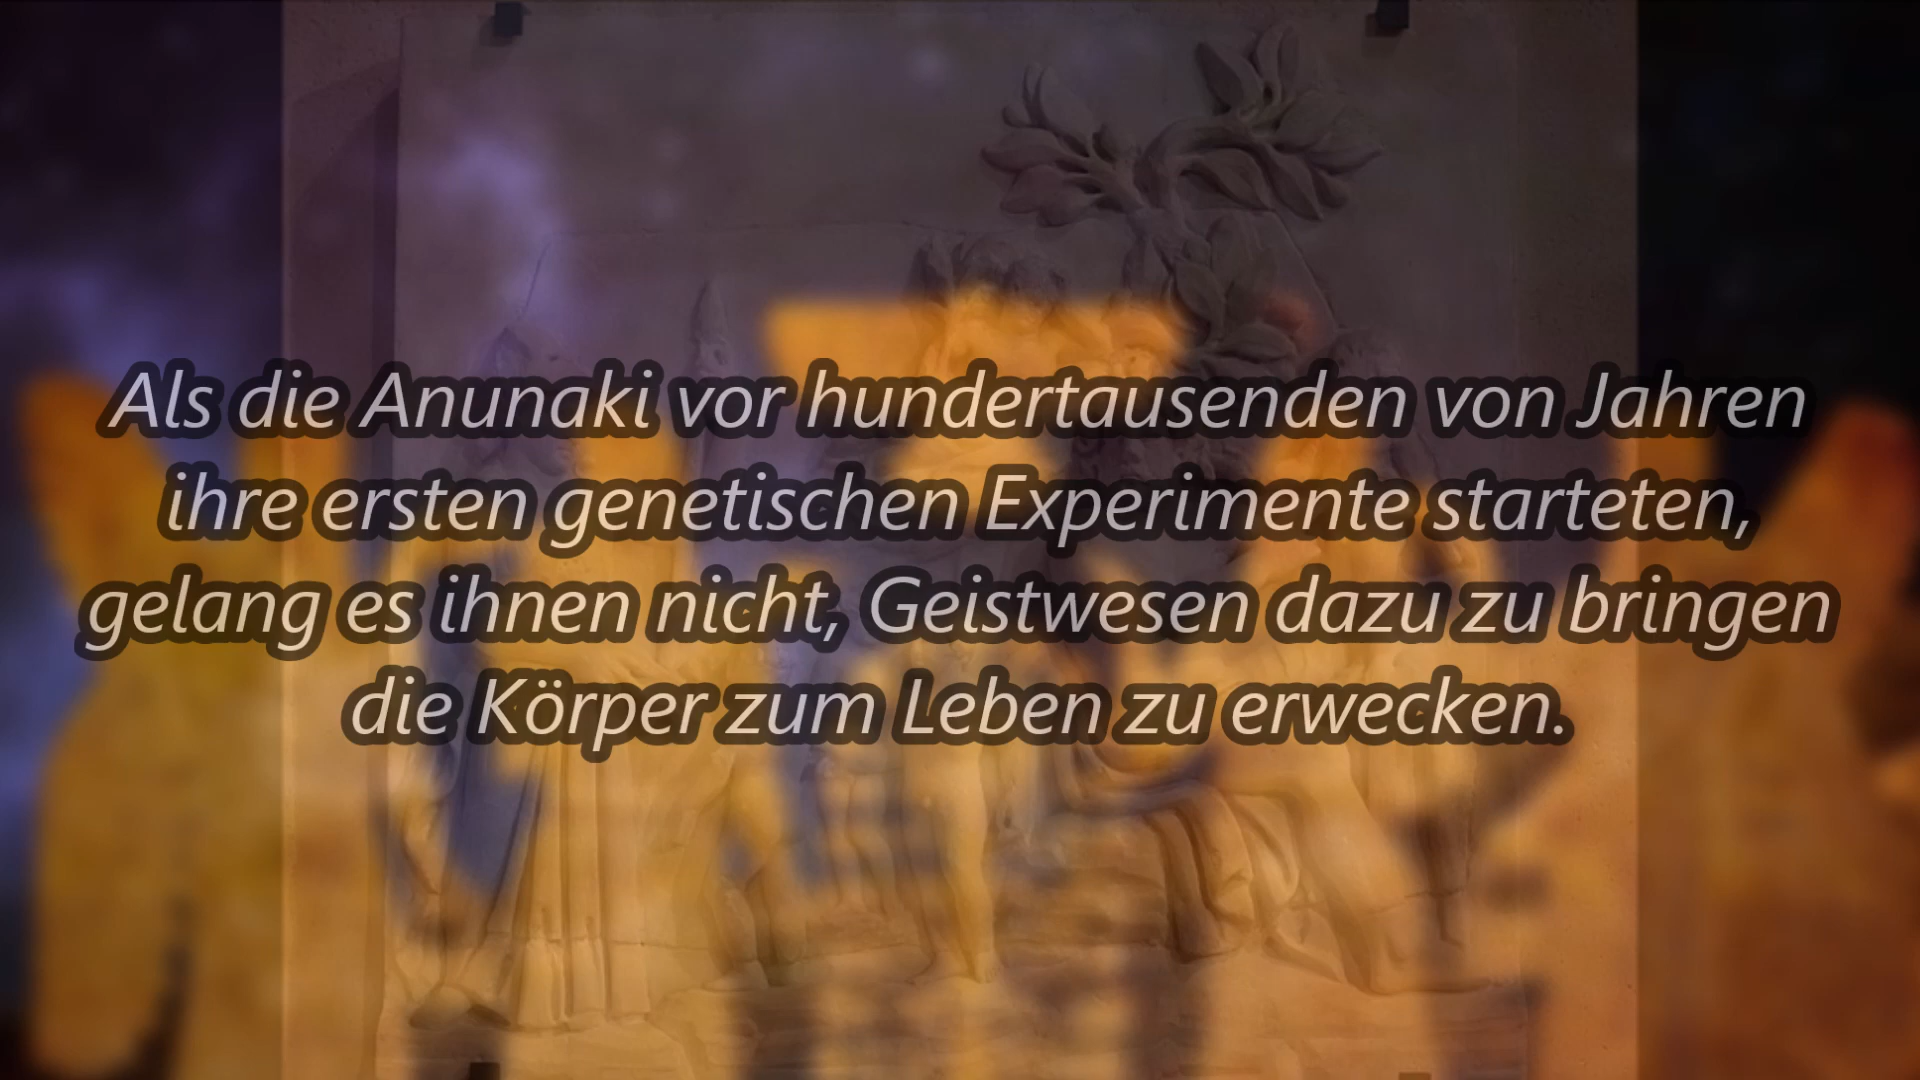 Als die Anunaki vor hundertausenden von Jahren
ihre ersten genetischen Experimente starteten,
gelang es ihnen nicht, Geistwesen dazu zu bringen
die Körper zum Leben zu erwecken.